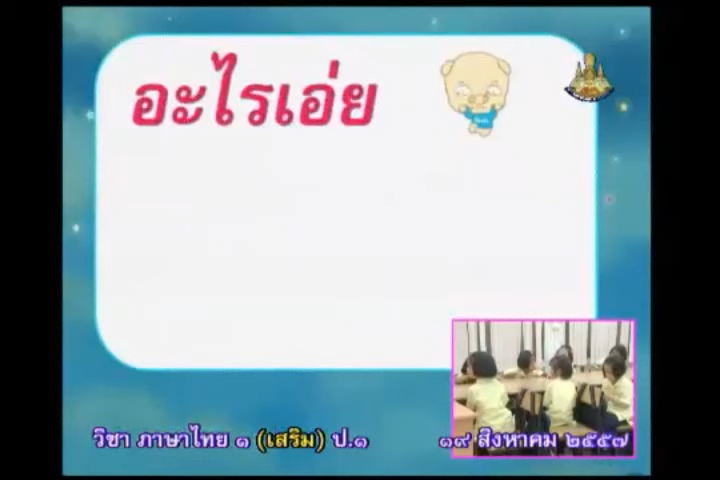 อะไรเอ่ย
วิชา ภาษาไทย ๑ (เสริม) ป.๑
๑๙ สิงหาคม ๒๕๕๗